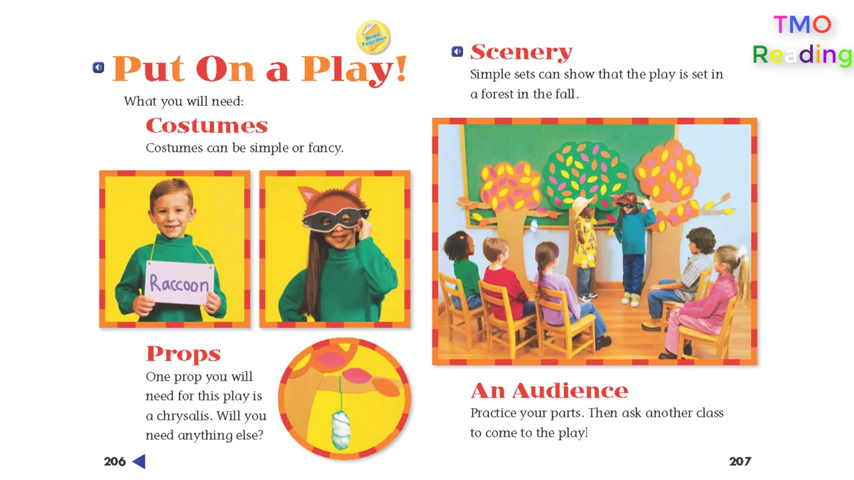 Read Together
Put On a Play!
What you will need:
Costumes
Costumes can be simple or fancy.
Raccoon
Props
One prop you will
need for this play is
a chrysalis. Will you
need anything else?
206
Scenery
Simple sets can show that the play is set in
a forest in the fall.
An Audience
Practice your parts. Then ask another class
to come to the play!
207
TMO
Reading